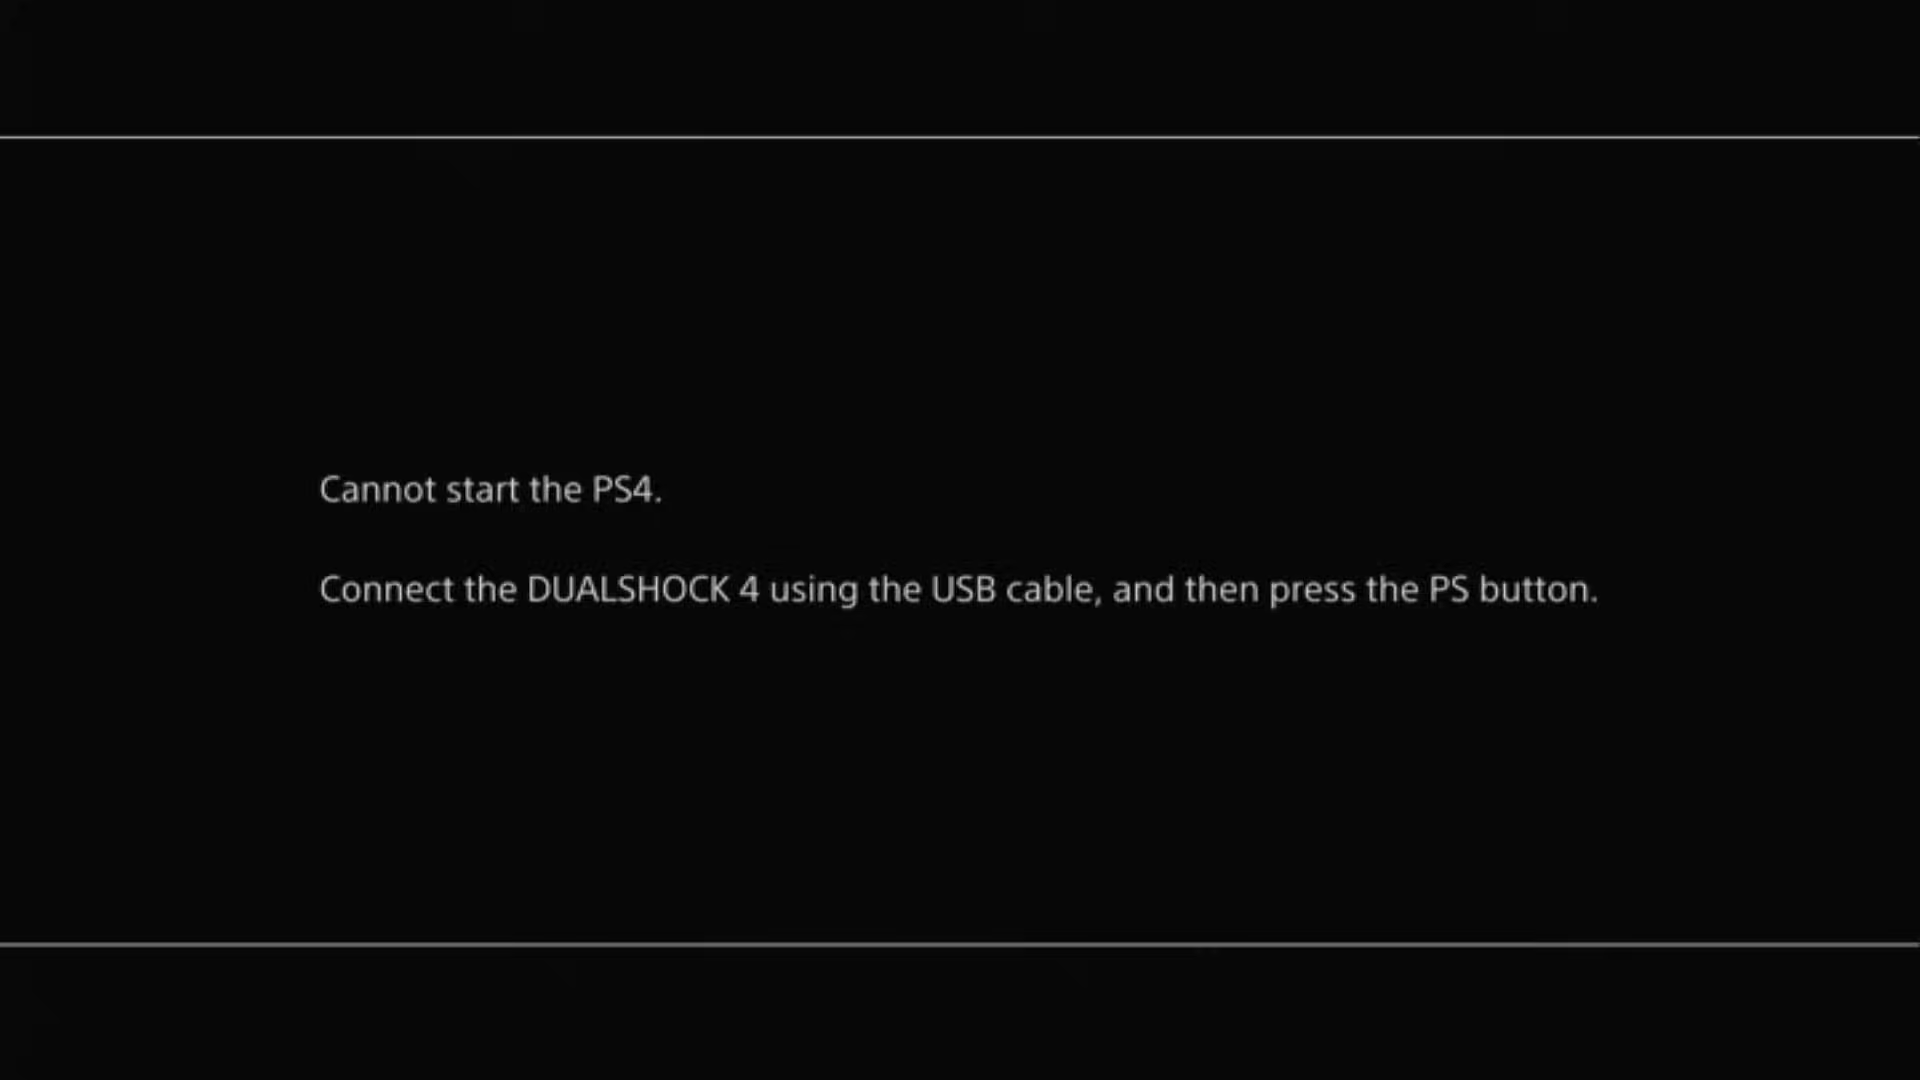 Cannot start the PS4.
Connect the DUALSHOCK 4 using the USB cable, and then press the PS button.